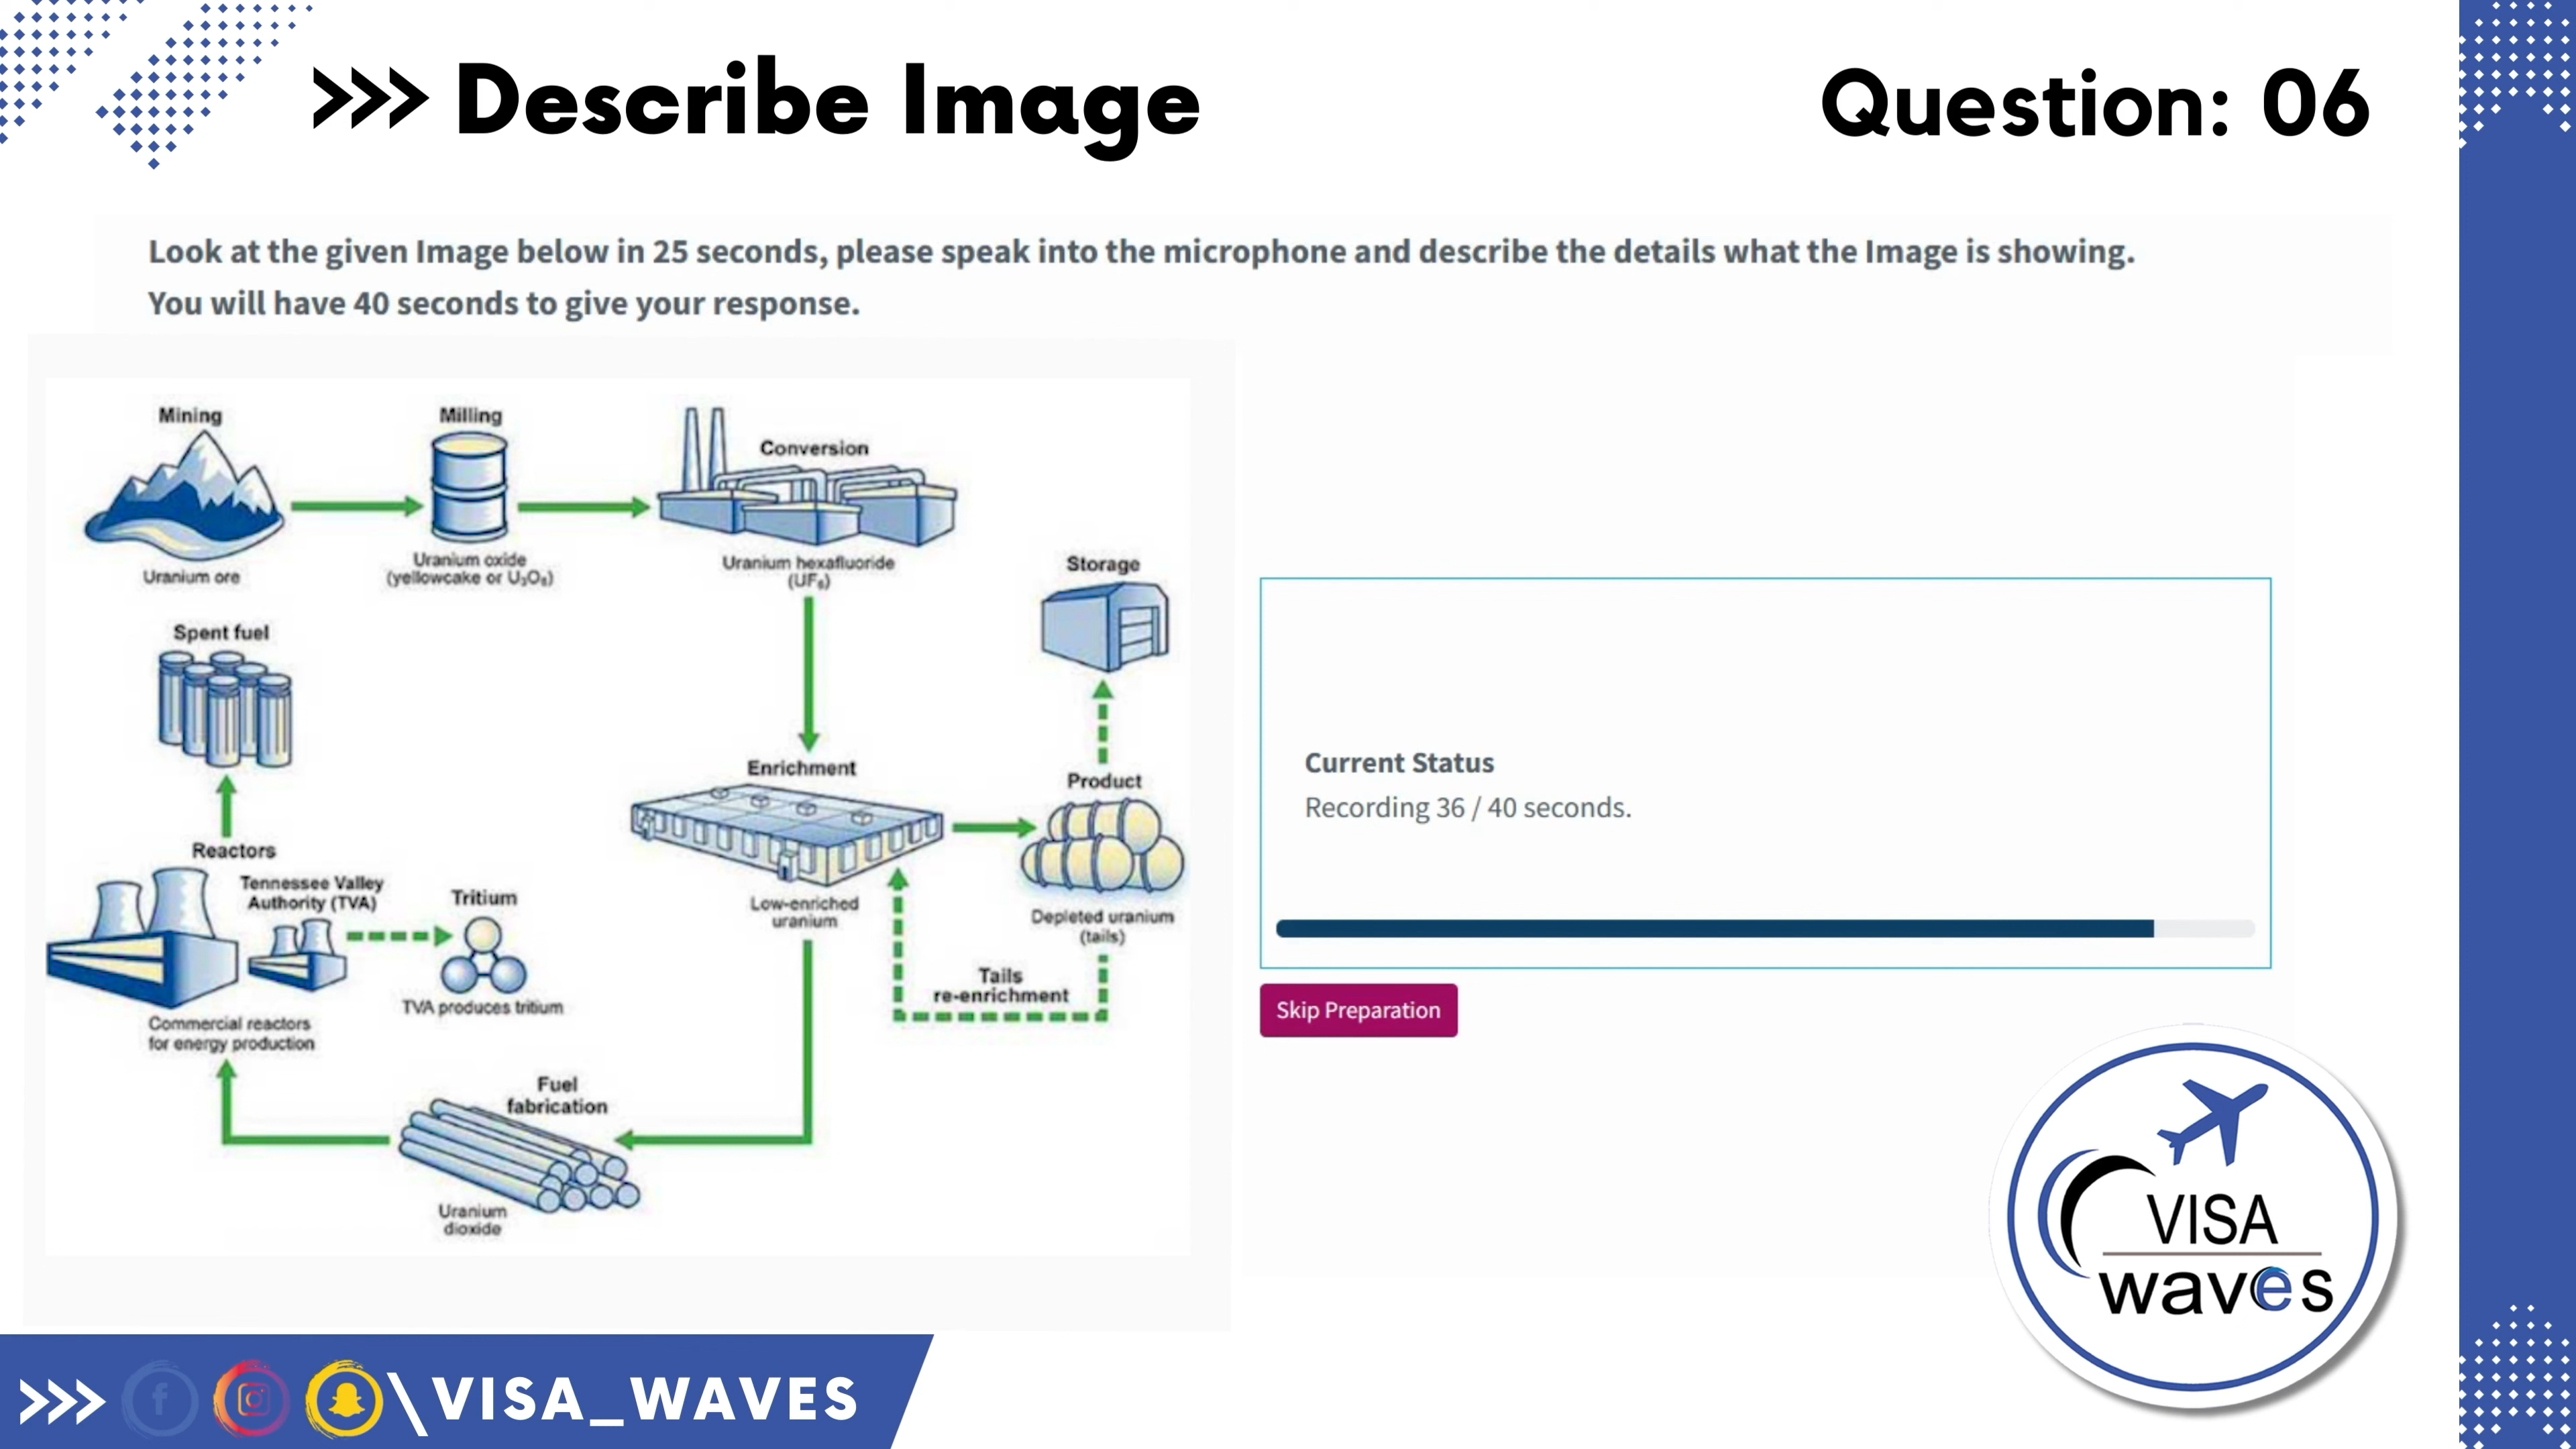 >>> Describe Image
Question: 06
Look at the given Image below in 25 seconds, please speak into the microphone and describe the details what the Image is showing.
You will have 40 seconds to give your response.
Mining
Uranium ore
Milling
Uranium oxide
(yellowcake or U₃O₈)
Conversion
Uranium hexafluoride
(UF₆)
Storage
Spent fuel
Enrichment
Low-enriched
uranium
Product
Depleted uranium
(tails)
Tails
re-enrichment
Reactors
Tennessee Valley
Authority (TVA)
Tritium
TVA produces tritium
Commercial reactors
for energy production
Fuel
fabrication
Uranium
dioxide
Current Status
Recording 36 / 40 seconds.
Skip Preparation
VISA
waves
>>> \VISA_WAVES